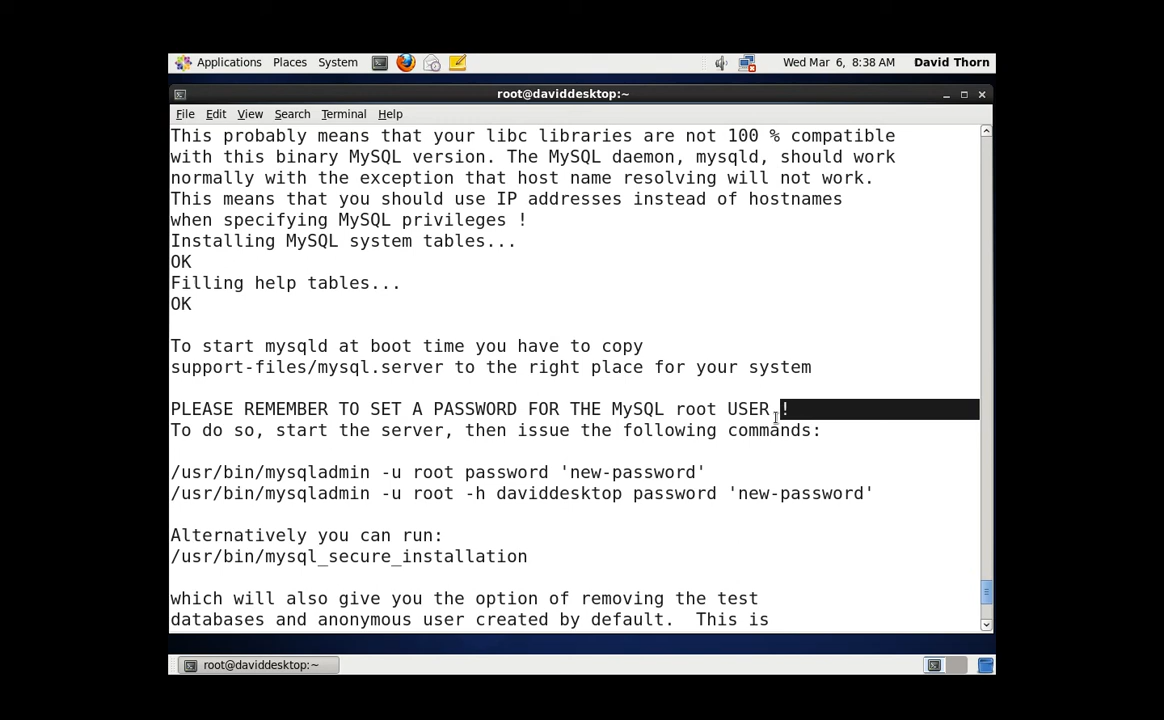 Applications Places System Wed Mar 6, 8:38 AM David Thorn
root@daviddesktop:~
File Edit View Search Terminal Help
This probably means that your libc libraries are not 100 % compatible
with this binary MySQL version. The MySQL daemon, mysqld, should work
normally with the exception that host name resolving will not work.
This means that you should use IP addresses instead of hostnames
when specifying MySQL privileges !
Installing MySQL system tables...
OK
Filling help tables...
OK
To start mysqld at boot time you have to copy
support-files/mysql.server to the right place for your system
PLEASE REMEMBER TO SET A PASSWORD FOR THE MySQL root USER !
To do so, start the server, then issue the following commands:
/usr/bin/mysqladmin -u root password 'new-password'
/usr/bin/mysqladmin -u root -h daviddesktop password 'new-password'
Alternatively you can run:
/usr/bin/mysql_secure_installation
which will also give you the option of removing the test
databases and anonymous user created by default.  This is
root@daviddesktop:~